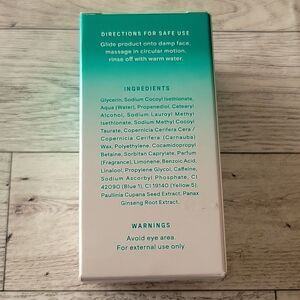 DIRECTIONS FOR SAFE USE
Glide product onto damp face,
massage in circular motion,
rinse off with warm water.
INGREDIENTS
Glycerin, Sodium Cocoyl Isethionate,
Aqua (Water), Propanediol, Cetearyl
Alcohol, Sodium Lauroyl Methyl
Isethionate, Sodium Methyl Cocoyl
Taurate, Copernicia Cerifera Cera /
Copernicia Cerifera (Carnauba)
Wax, Polyethylene, Cocamidopropyl
Betaine, Sorbitan Caprylate, Parfum
(Fragrance), Limonene, Benzoic Acid,
Linalool, Propylene Glycol, Caffeine,
Sodium Ascorbyl Phosphate, CI
42090 (Blue 1), CI 19140 (Yellow 5),
Paullinia Cupana Seed Extract, Panax
Ginseng Root Extract.
WARNINGS
Avoid eye area
For external use only